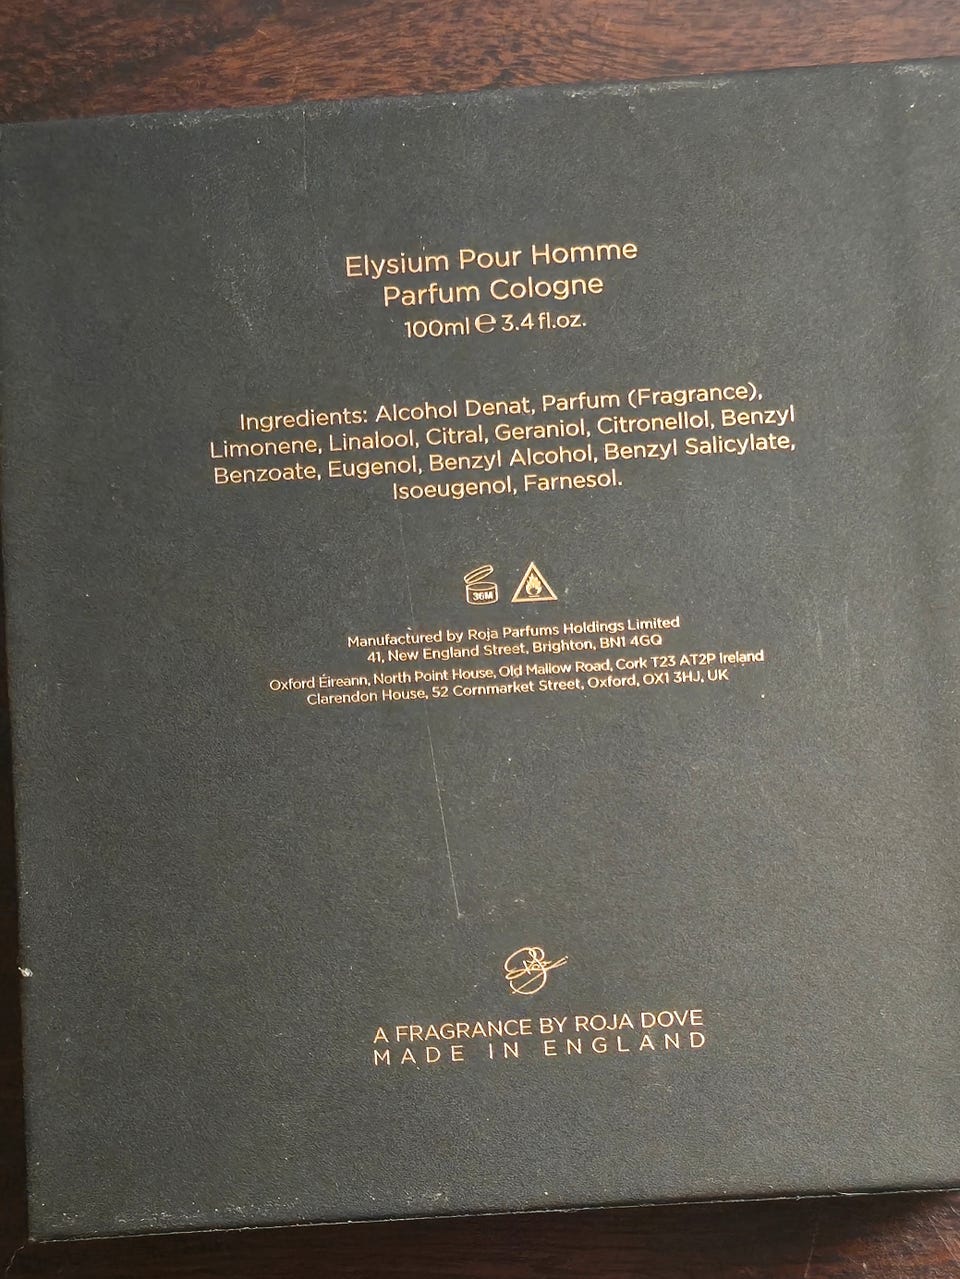 Elysium Pour Homme
Parfum Cologne
100ml ℮ 3.4 fl.oz.
Ingredients: Alcohol Denat, Parfum (Fragrance),
Limonene, Linalool, Citral, Geraniol, Citronellol, Benzyl
Benzoate, Eugenol, Benzyl Alcohol, Benzyl Salicylate,
Isoeugenol, Farnesol.
36M
Manufactured by Roja Parfums Holdings Limited
41, New England Street, Brighton, BN1 4GQ
Oxford Éireann, North Point House, Old Mallow Road, Cork T23 AT2P Ireland
Clarendon House, 52 Cornmarket Street, Oxford, OX1 3HJ, UK
A FRAGRANCE BY ROJA DOVE
MADE IN ENGLAND